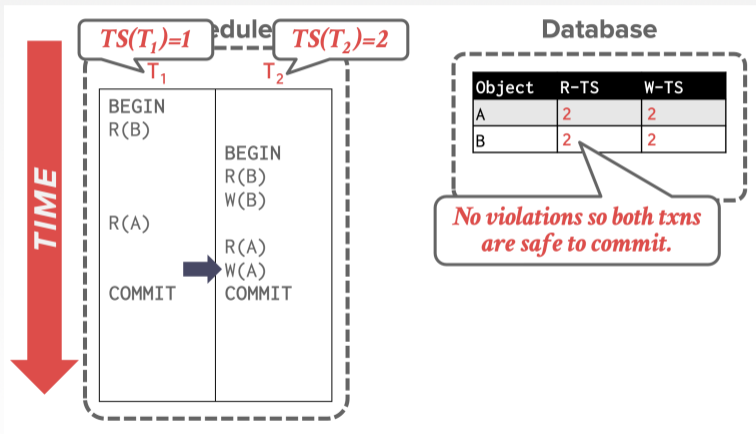 TS(T1)=1
edule
TS(T2)=2
Database
T1
T2
TIME
BEGIN
R(B)
BEGIN
R(B)
W(B)
R(A)
R(A)
W(A)
COMMIT
COMMIT
Object R-TS W-TS
A 2 2
B 2 2
No violations so both txns
are safe to commit.